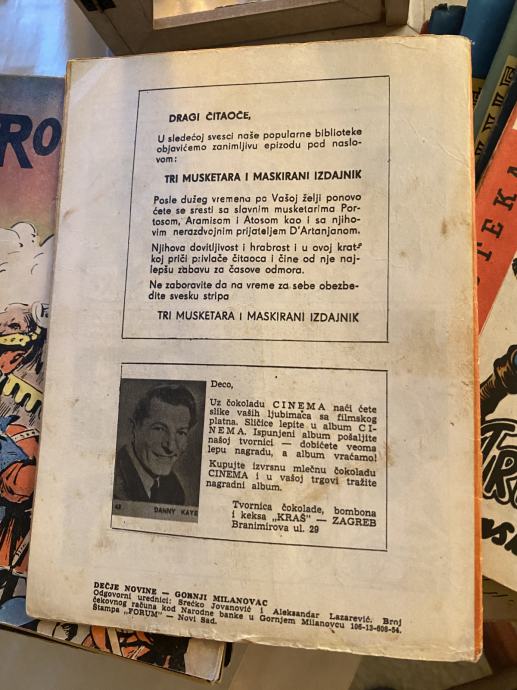 DRAGI ČITAOČE,
U sledećoj svesci naše popularne biblioteke
objavićemo zanimljivu epizodu pod naslo-
vom:
TRI MUSKETARA I MASKIRANI IZDAJNIK
Posle dužeg vremena po Vašoj želji ponovo
ćete se sresti sa slavnim musketarima Por-
tosom, Aramisom i Atosom kao i sa njiho-
vim nerazdvojnim prijateljem D'Artanjanom.
Njihova dovitljivost i hrabrost i u ovoj krat-
koj priči privlače čitaoca i čine od nje naj-
lepšu zabavu za časove odmora.
Ne zaboravite da na vreme za sebe obezbe-
dite svesku stripa
TRI MUSKETARA I MASKIRANI IZDAJNIK
Deco,
Uz čokoladu CINEMA naći ćete
slike vaših ljubimača sa filmskog
platna. Sličice lepite u album CI-
NEMA. Ispunjeni album pošaljite
našoj tvornici — dobićete veoma
lepu nagradu, a album vraćamo!
Kupujte izvrsnu mlečnu čokoladu
CINEMA i u vašoj trgovi tražite
nagradni album.
Tvornica čokolade, bombona
i keksa „KRAŠ" — ZAGREB
Branimirova ul. 29
DANNY KAYE
DEČJE NOVINE — GORNJI MILANOVAC
Odgovorni urednici: Srećko Jovanović i Aleksandar Lazarević. Broj
čekovnog računa kod Narodne banke u Gornjem Milanovcu 106-13-608-54.
Štampa „FORUM" — Novi Sad.
RO
TEKA